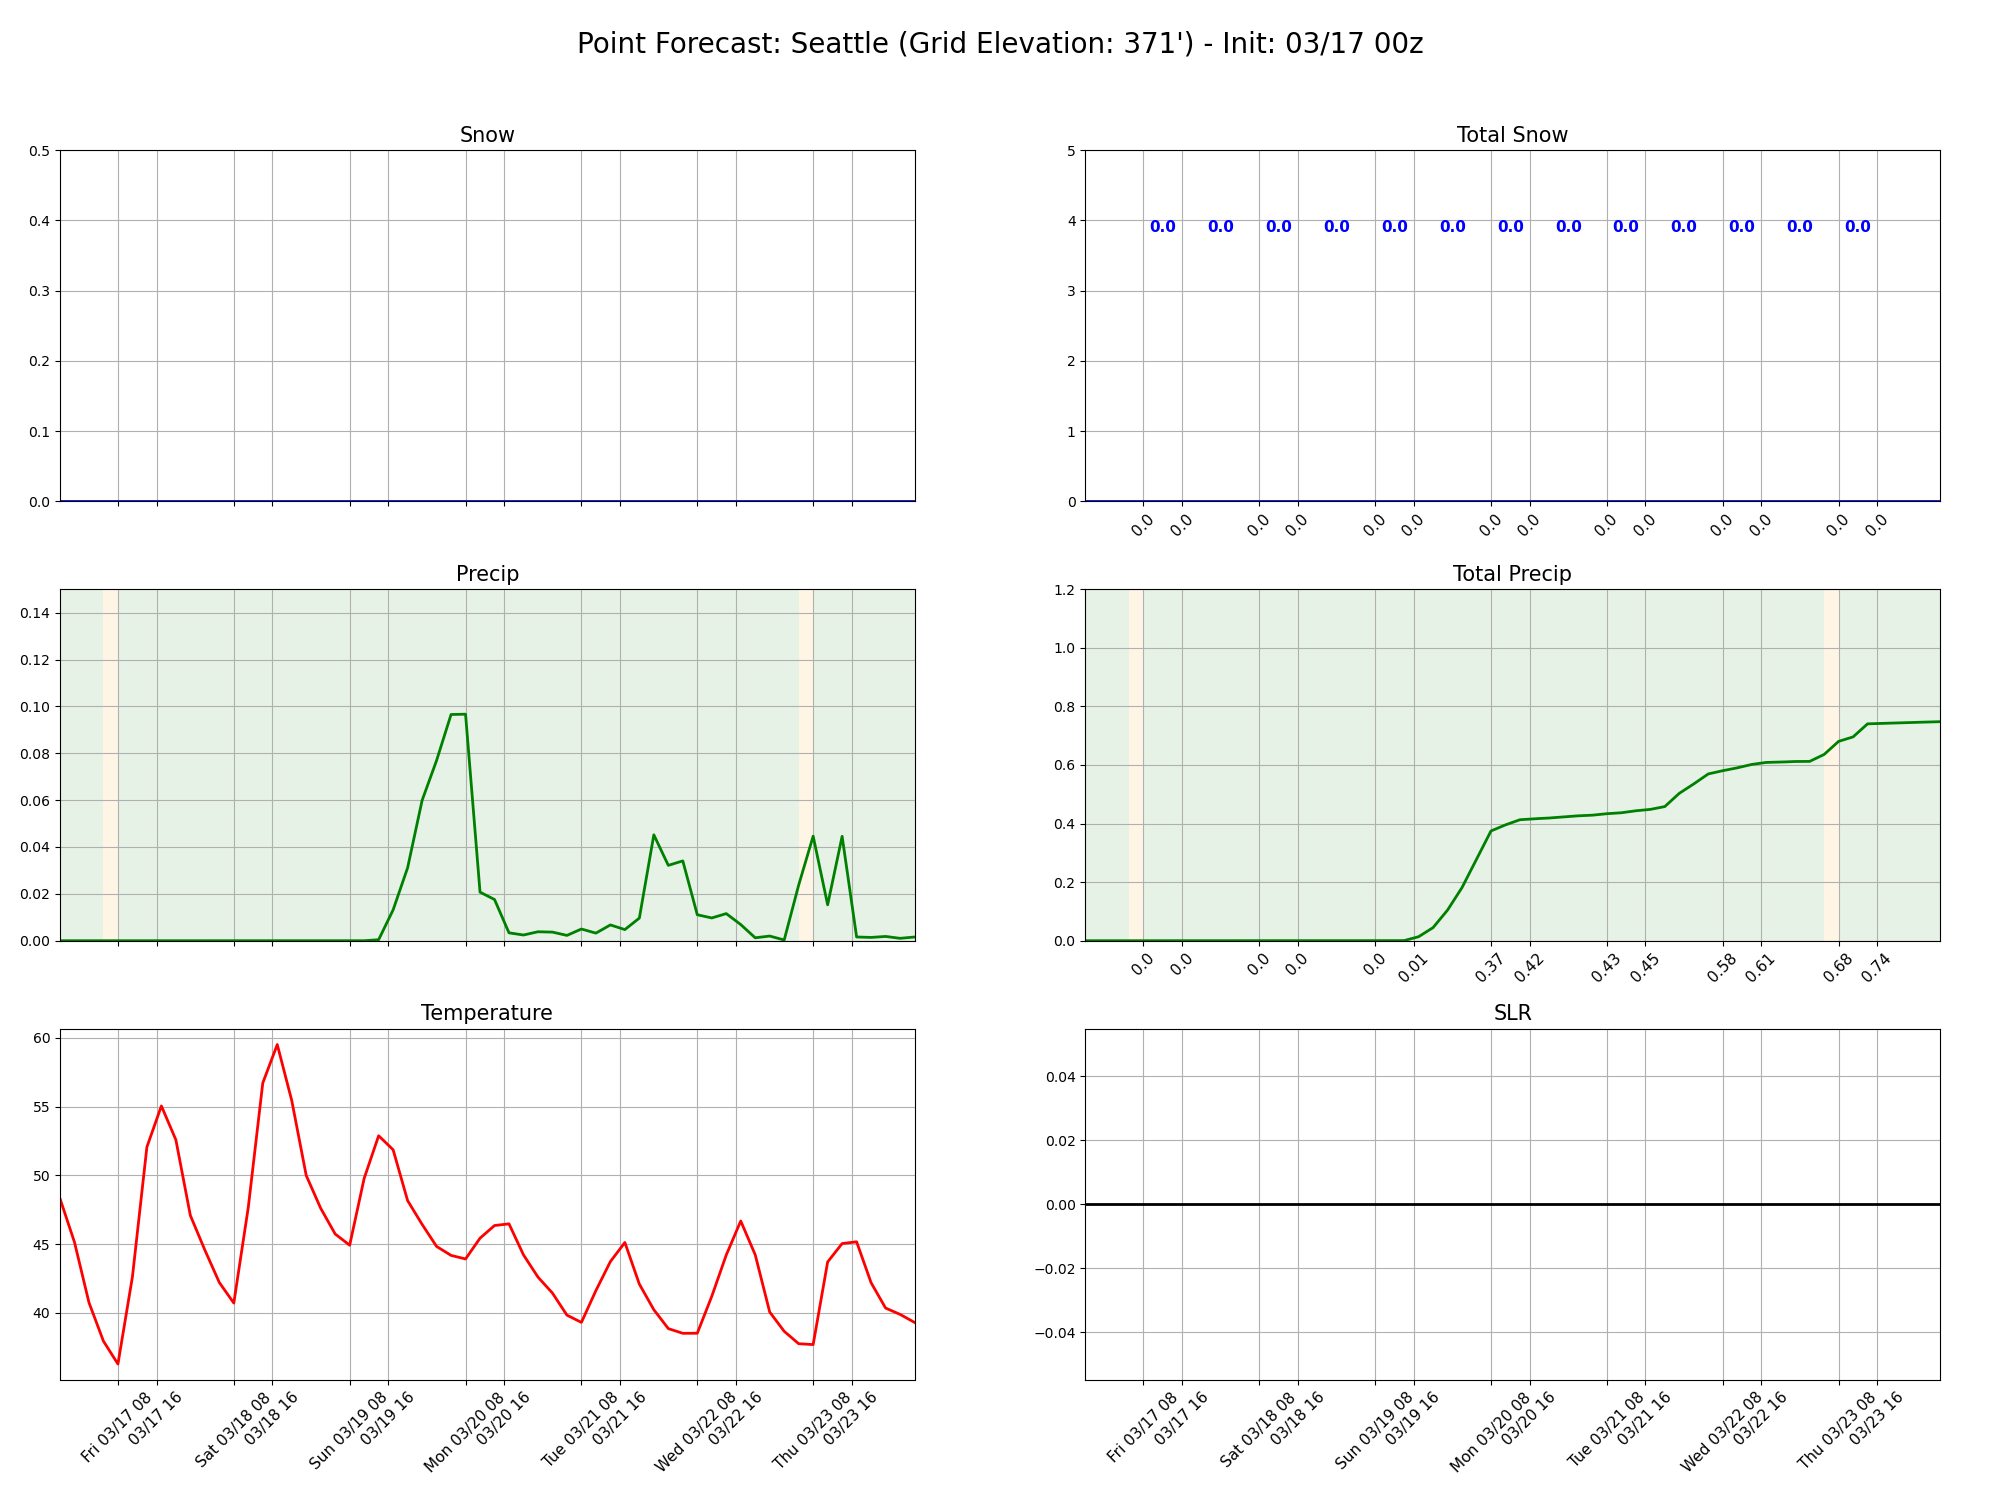 Point Forecast: Seattle (Grid Elevation: 371') - Init: 03/17 00z
Snow
0.5
0.4
0.3
0.2
0.1
0.0
Total Snow
5
4
3
2
1
0
0.0 0.0 0.0 0.0 0.0 0.0 0.0 0.0 0.0 0.0 0.0 0.0 0.0
0.0 0.0 0.0 0.0 0.0 0.0 0.0 0.0 0.0 0.0 0.0 0.0 0.0 0.0
Precip
0.14
0.12
0.10
0.08
0.06
0.04
0.02
0.00
Total Precip
1.2
1.0
0.8
0.6
0.4
0.2
0.0
0.0 0.0 0.0 0.0 0.0 0.01 0.37 0.42 0.43 0.45 0.58 0.61 0.68 0.74
Temperature
60
55
50
45
40
Fri 03/17 08
03/17 16
Sat 03/18 08
03/18 16
Sun 03/19 08
03/19 16
Mon 03/20 08
03/20 16
Tue 03/21 08
03/21 16
Wed 03/22 08
03/22 16
Thu 03/23 08
03/23 16
SLR
0.04
0.02
0.00
−0.02
−0.04
Fri 03/17 08
03/17 16
Sat 03/18 08
03/18 16
Sun 03/19 08
03/19 16
Mon 03/20 08
03/20 16
Tue 03/21 08
03/21 16
Wed 03/22 08
03/22 16
Thu 03/23 08
03/23 16